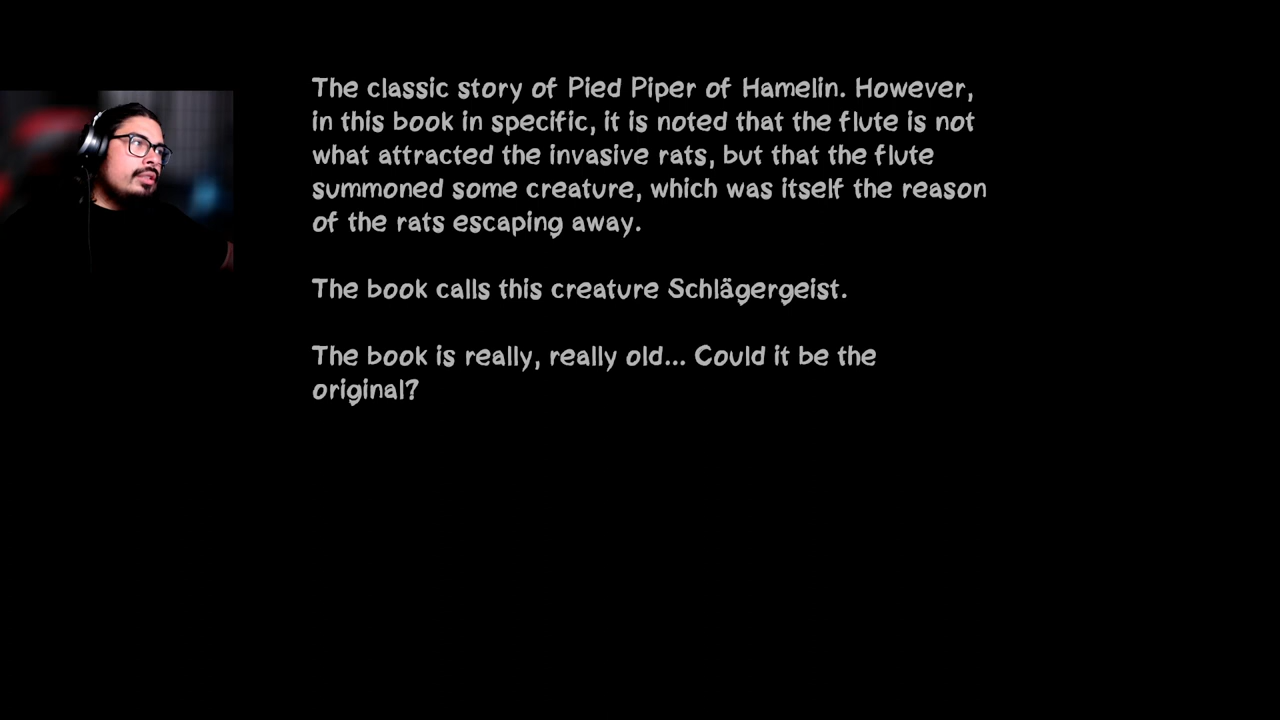 The classic story of Pied Piper of Hamelin. However,
in this book in specific, it is noted that the flute is not
what attracted the invasive rats, but that the flute
summoned some creature, which was itself the reason
of the rats escaping away.
The book calls this creature Schlägergeist.
The book is really, really old... Could it be the
original?